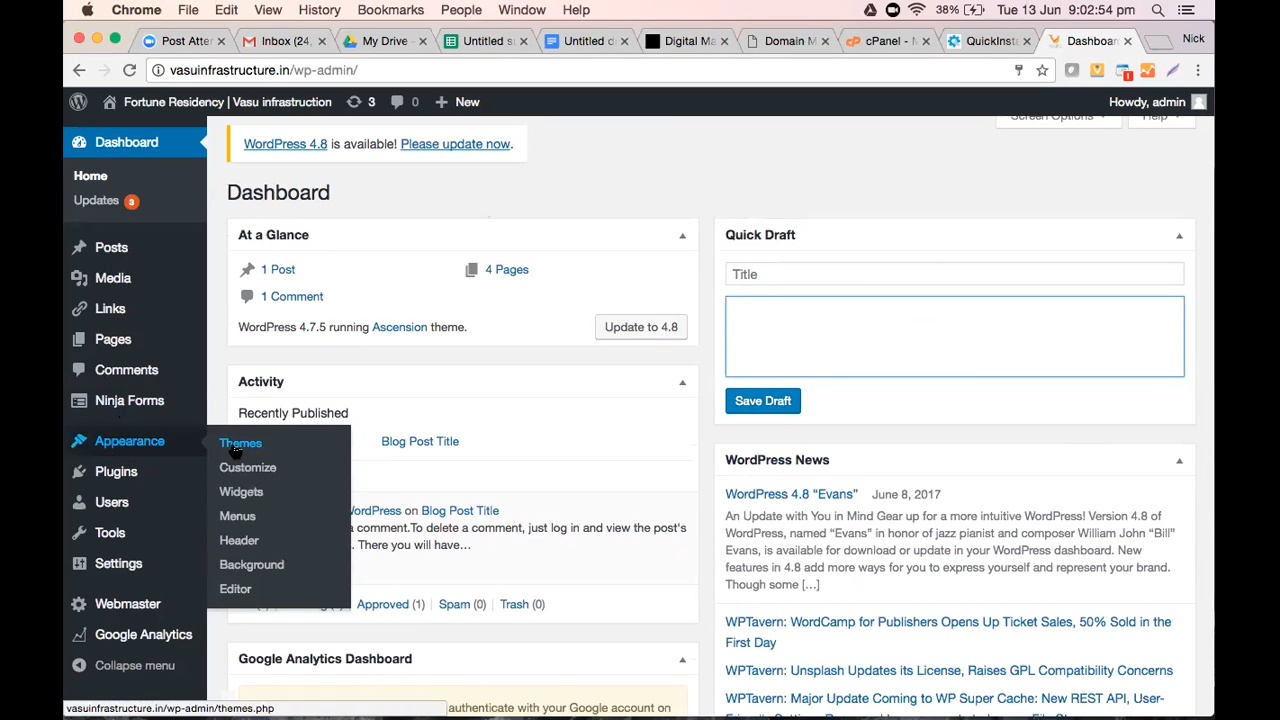 Chrome File Edit View History Bookmarks People Window Help 38% Tue 13 Jun 9:02:54 pm
Post Atter Inbox (24, My Drive - Untitled s Untitled d Digital Ma Domain M cPanel - M QuickInsta Dashboar Nick
vasuinfrastructure.in/wp-admin/
Fortune Residency | Vasu infrastruction 3 0 New Howdy, admin
Screen Options Help
Dashboard
Home
Updates 3
Posts
Media
Links
Pages
Comments
Ninja Forms
Appearance
Plugins
Users
Tools
Settings
Webmaster
Google Analytics
Collapse menu
Themes
Customize
Widgets
Menus
Header
Background
Editor
WordPress 4.8 is available! Please update now.
Dashboard
At a Glance
1 Post 4 Pages
1 Comment
WordPress 4.7.5 running Ascension theme. Update to 4.8
Activity
Recently Published
Blog Post Title
WordPress on Blog Post Title
a comment.To delete a comment, just log in and view the post's
There you will have…
Approved (1) Spam (0) Trash (0)
Google Analytics Dashboard
authenticate with your Google account on
Quick Draft
Title
Save Draft
WordPress News
WordPress 4.8 “Evans” June 8, 2017
An Update with You in Mind Gear up for a more intuitive WordPress! Version 4.8 of
WordPress, named “Evans” in honor of jazz pianist and composer William John “Bill”
Evans, is available for download or update in your WordPress dashboard. New
features in 4.8 add more ways for you to express yourself and represent your brand.
Though some […]
WPTavern: WordCamp for Publishers Opens Up Ticket Sales, 50% Sold in the
First Day
WPTavern: Unsplash Updates its License, Raises GPL Compatibility Concerns
WPTavern: Major Update Coming to WP Super Cache: New REST API, User-
vasuinfrastructure.in/wp-admin/themes.php